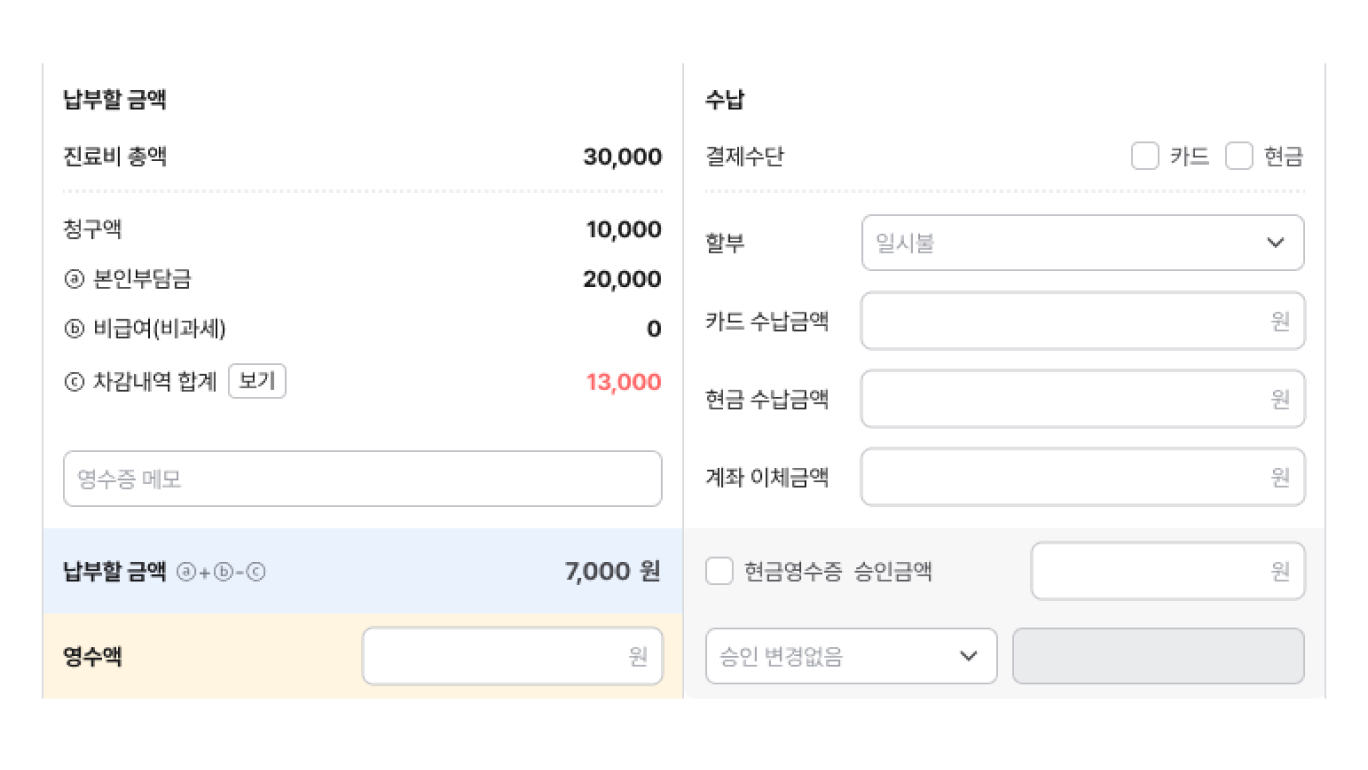 납부할 금액
진료비 총액 30,000
청구액 10,000
ⓐ 본인부담금 20,000
ⓑ 비급여(비과세) 0
ⓒ 차감내역 합계 보기 13,000
영수증 메모
납부할 금액 ⓐ+ⓑ-ⓒ 7,000 원
영수액 원
수납
결제수단 카드 현금
할부 일시불
카드 수납금액 원
현금 수납금액 원
계좌 이체금액 원
현금영수증 승인금액 원
승인 변경없음